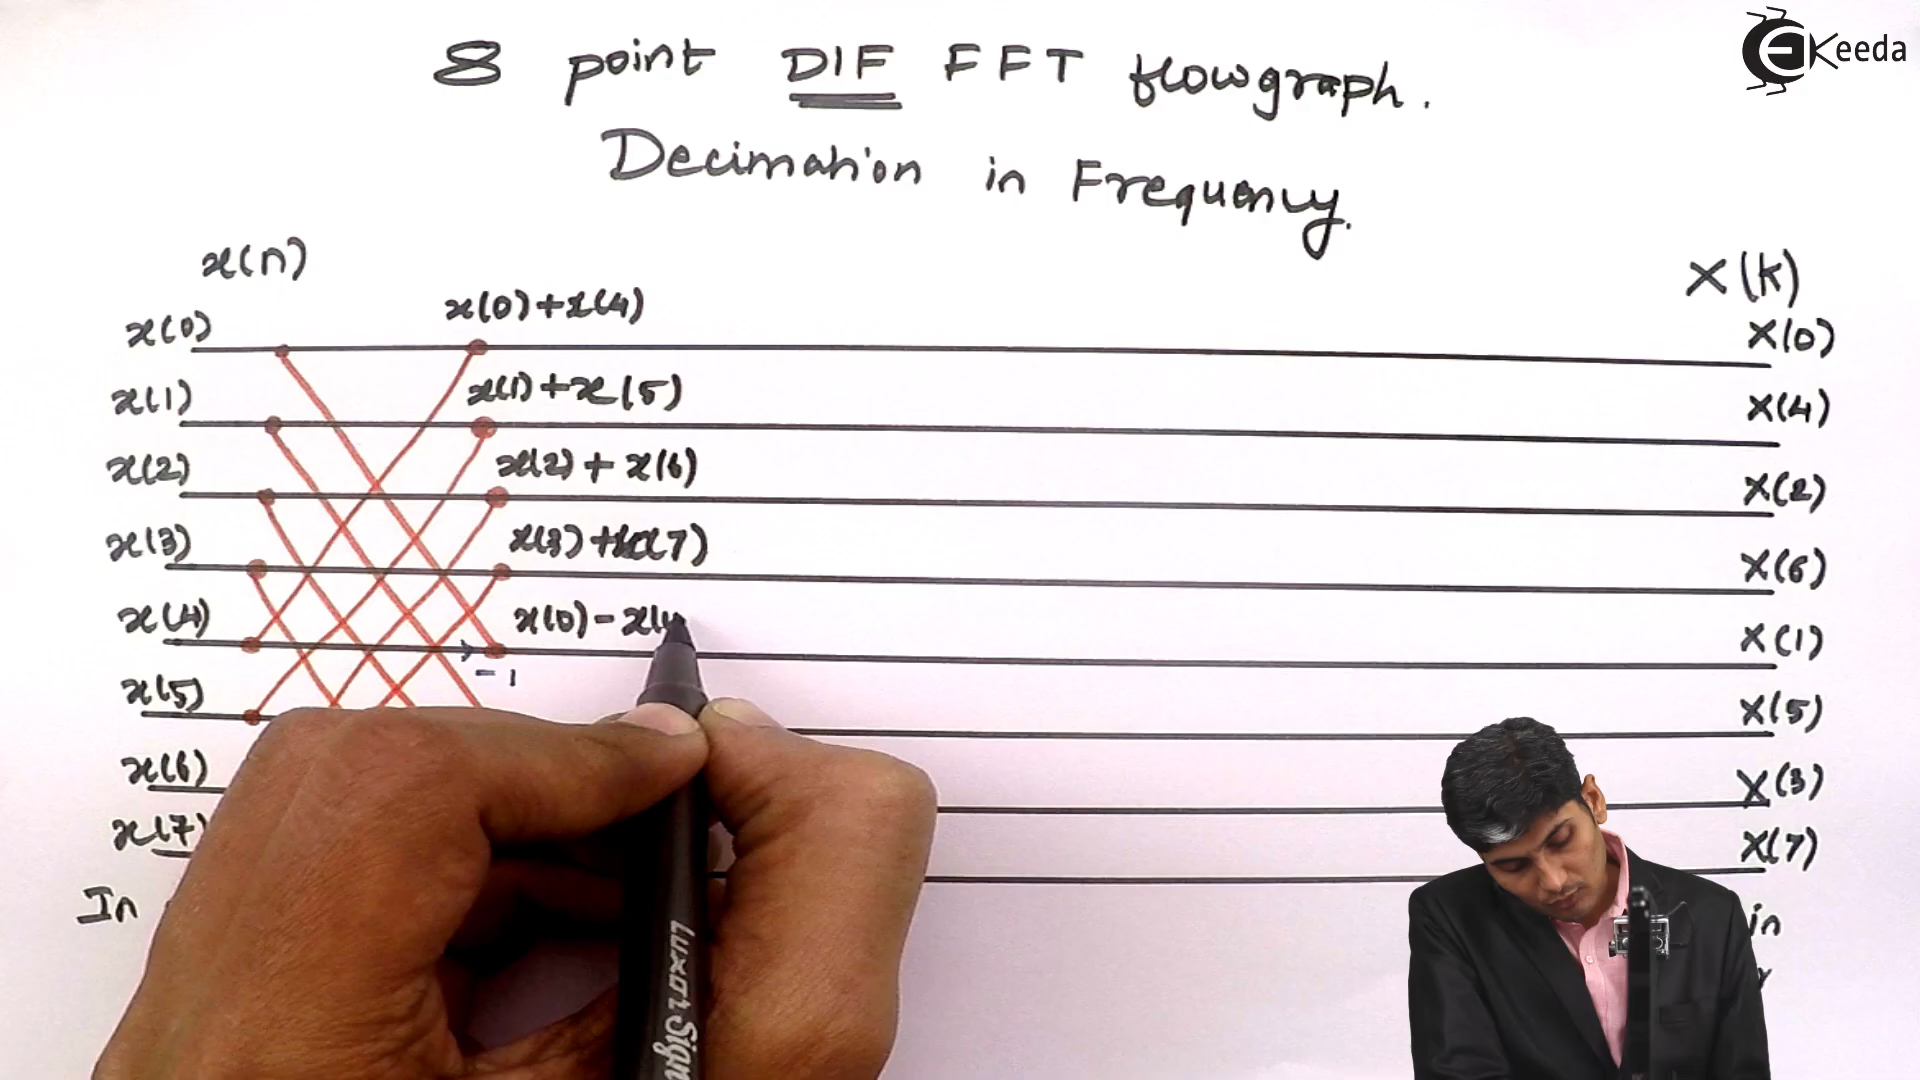 Keeda
8 point DIF FFT flowgraph.
Decimation in Frequency.
x(n)
X(k)
x(0)
x(0)+x(4)
X(0)
x(1)
x(1)+x(5)
X(4)
x(2)
x(2)+x(6)
X(2)
x(3)
x(3)+x(7)
X(6)
x(4)
x(0)-x(4
X(1)
-1
x(5)
X(5)
x(6)
X(3)
x(7)
X(7)
In
in
Luxor Sign